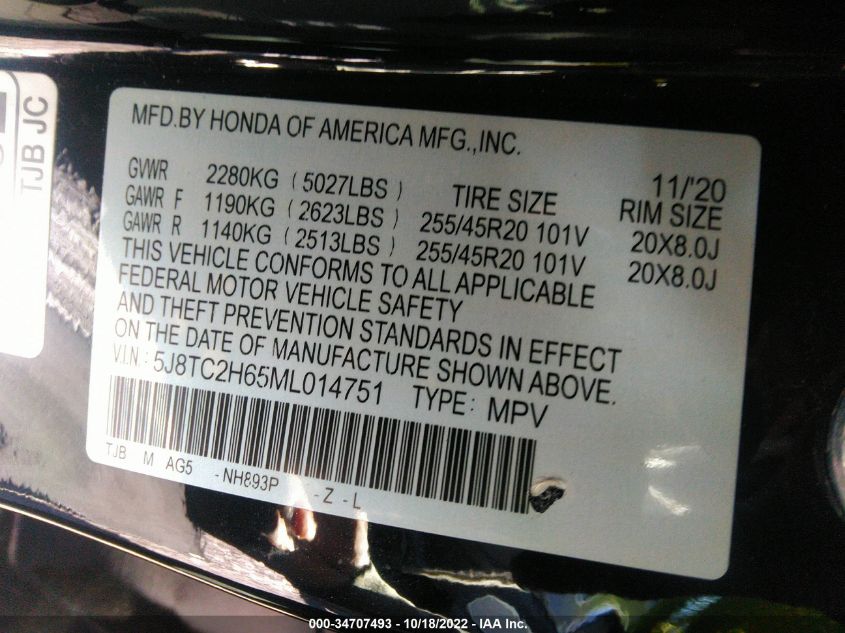 TJB JC
MFD.BY HONDA OF AMERICA MFG.,INC.
11/'20
GVWR 2280KG (5027LBS) TIRE SIZE RIM SIZE
GAWR F 1190KG (2623LBS) 255/45R20 101V 20X8.0J
GAWR R 1140KG (2513LBS) 255/45R20 101V 20X8.0J
THIS VEHICLE CONFORMS TO ALL APPLICABLE
FEDERAL MOTOR VEHICLE SAFETY
AND THEFT PREVENTION STANDARDS IN EFFECT
ON THE DATE OF MANUFACTURE SHOWN ABOVE.
VIN: 5J8TC2H65ML014751 TYPE: MPV
TJB M AG5 -NH893P -Z -L
000-34707493 - 10/18/2022 - IAA Inc.